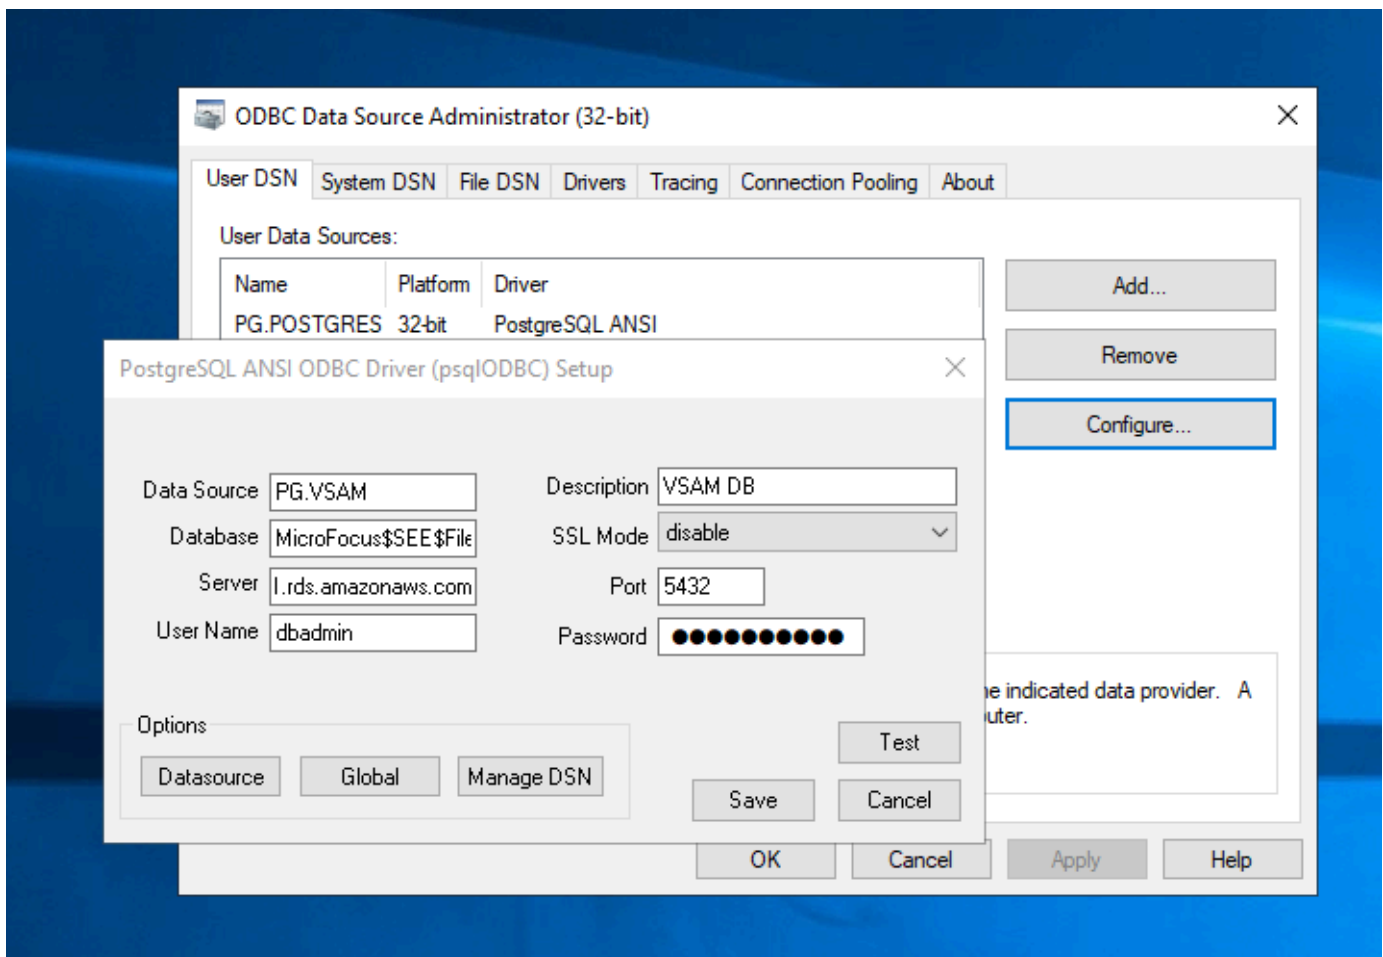 ODBC Data Source Administrator (32-bit)
User DSN System DSN File DSN Drivers Tracing Connection Pooling About
User Data Sources:
Name Platform Driver
Add...
PG.POSTGRES 32-bit PostgreSQL ANSI
Remove
Configure...
PostgreSQL ANSI ODBC Driver (psqlODBC) Setup
Data Source PG.VSAM
Description VSAM DB
Database MicroFocus$SEE$File
SSL Mode disable
Server l.rds.amazonaws.com
Port 5432
User Name dbadmin
Password ●●●●●●●●●●
indicated data provider. A
Options
Datasource Global Manage DSN
Test
Save Cancel
OK Cancel Apply Help